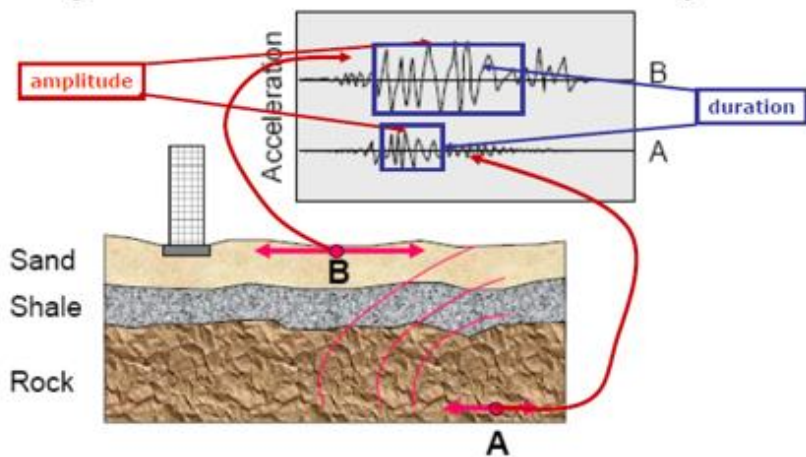 amplitude
Acceleration
B
duration
A
Sand
B
Shale
Rock
A